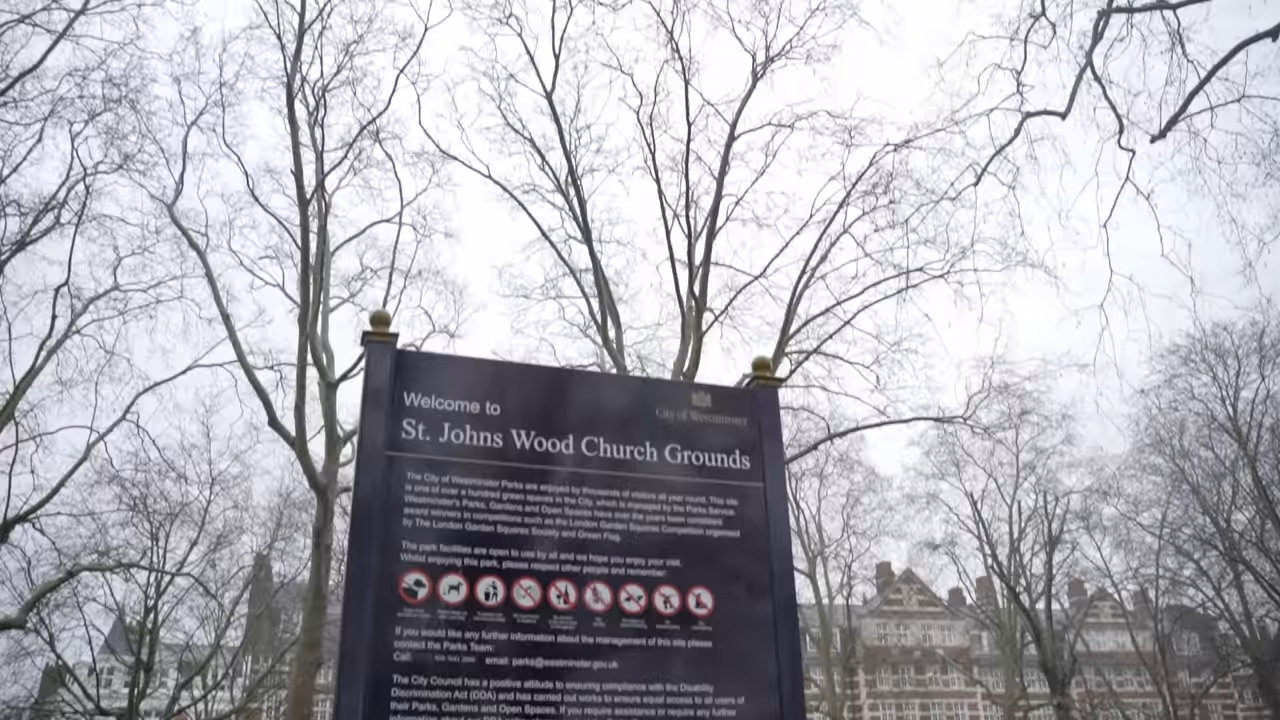 Welcome to
City of Westminster
St. Johns Wood Church Grounds
The City of Westminster Parks are enjoyed by thousands of visitors all year round. This site
is one of over a hundred green spaces in the City, which is managed by the Parks Service.
Westminster's Parks, Gardens and Open Spaces have over the years been consistent
award winners in competitions such as the London Garden Squares Competition organised
by The London Garden Squares Society and Green Flag.
The park facilities are open to use by all and we hope you enjoy your visit.
Whilst enjoying this park, please respect other people and remember:
If you would like any further information about the management of this site please
contact the Parks Team:
Call: email: parks@westminster.gov.uk
The City Council has a positive attitude to ensuring compliance with the Disability
Discrimination Act (DDA) and has carried out works to ensure equal access to all users of
their Parks, Gardens and Open Spaces. If you require assistance or require any further
information about our DDA